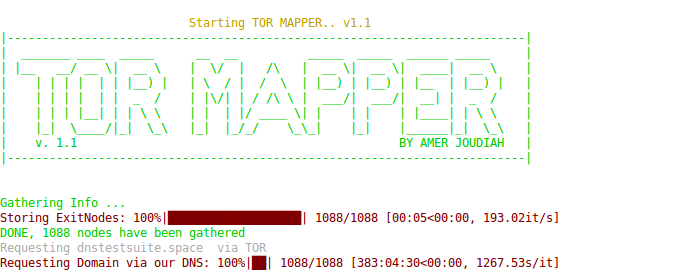 Starting TOR MAPPER.. v1.1
TOR MAPPER
v. 1.1 BY AMER JOUDIAH
Gathering Info ...
Storing ExitNodes: 100%|██████████| 1088/1088 [00:05<00:00, 193.02it/s]
DONE, 1088 nodes have been gathered
Requesting dnstestsuite.space  via TOR
Requesting Domain via our DNS: 100%|█| 1088/1088 [383:04:30<00:00, 1267.53s/it]